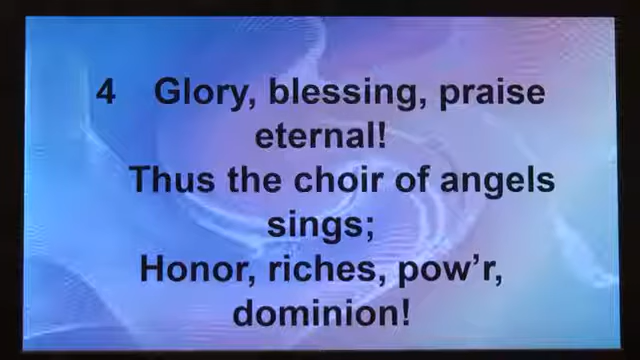 4 Glory, blessing, praise
eternal!
Thus the choir of angels
sings;
Honor, riches, pow'r,
dominion!